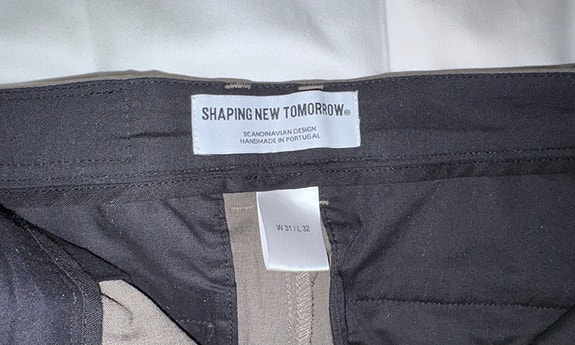 SHAPING NEW TOMORROW®
SCANDINAVIAN DESIGN
HANDMADE IN PORTUGAL
W 31 / L 32